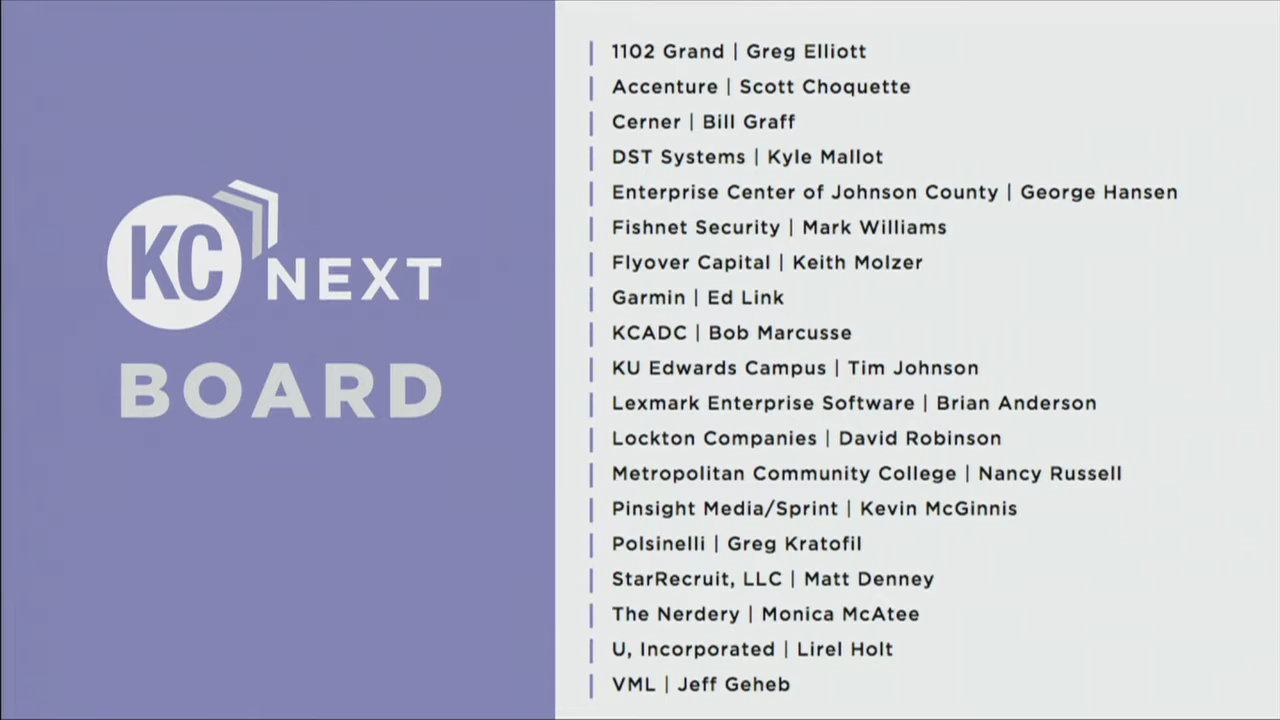 KC NEXT
BOARD
1102 Grand | Greg Elliott
Accenture | Scott Choquette
Cerner | Bill Graff
DST Systems | Kyle Mallot
Enterprise Center of Johnson County | George Hansen
Fishnet Security | Mark Williams
Flyover Capital | Keith Molzer
Garmin | Ed Link
KCADC | Bob Marcusse
KU Edwards Campus | Tim Johnson
Lexmark Enterprise Software | Brian Anderson
Lockton Companies | David Robinson
Metropolitan Community College | Nancy Russell
Pinsight Media/Sprint | Kevin McGinnis
Polsinelli | Greg Kratofil
StarRecruit, LLC | Matt Denney
The Nerdery | Monica McAtee
U, Incorporated | Lirel Holt
VML | Jeff Geheb